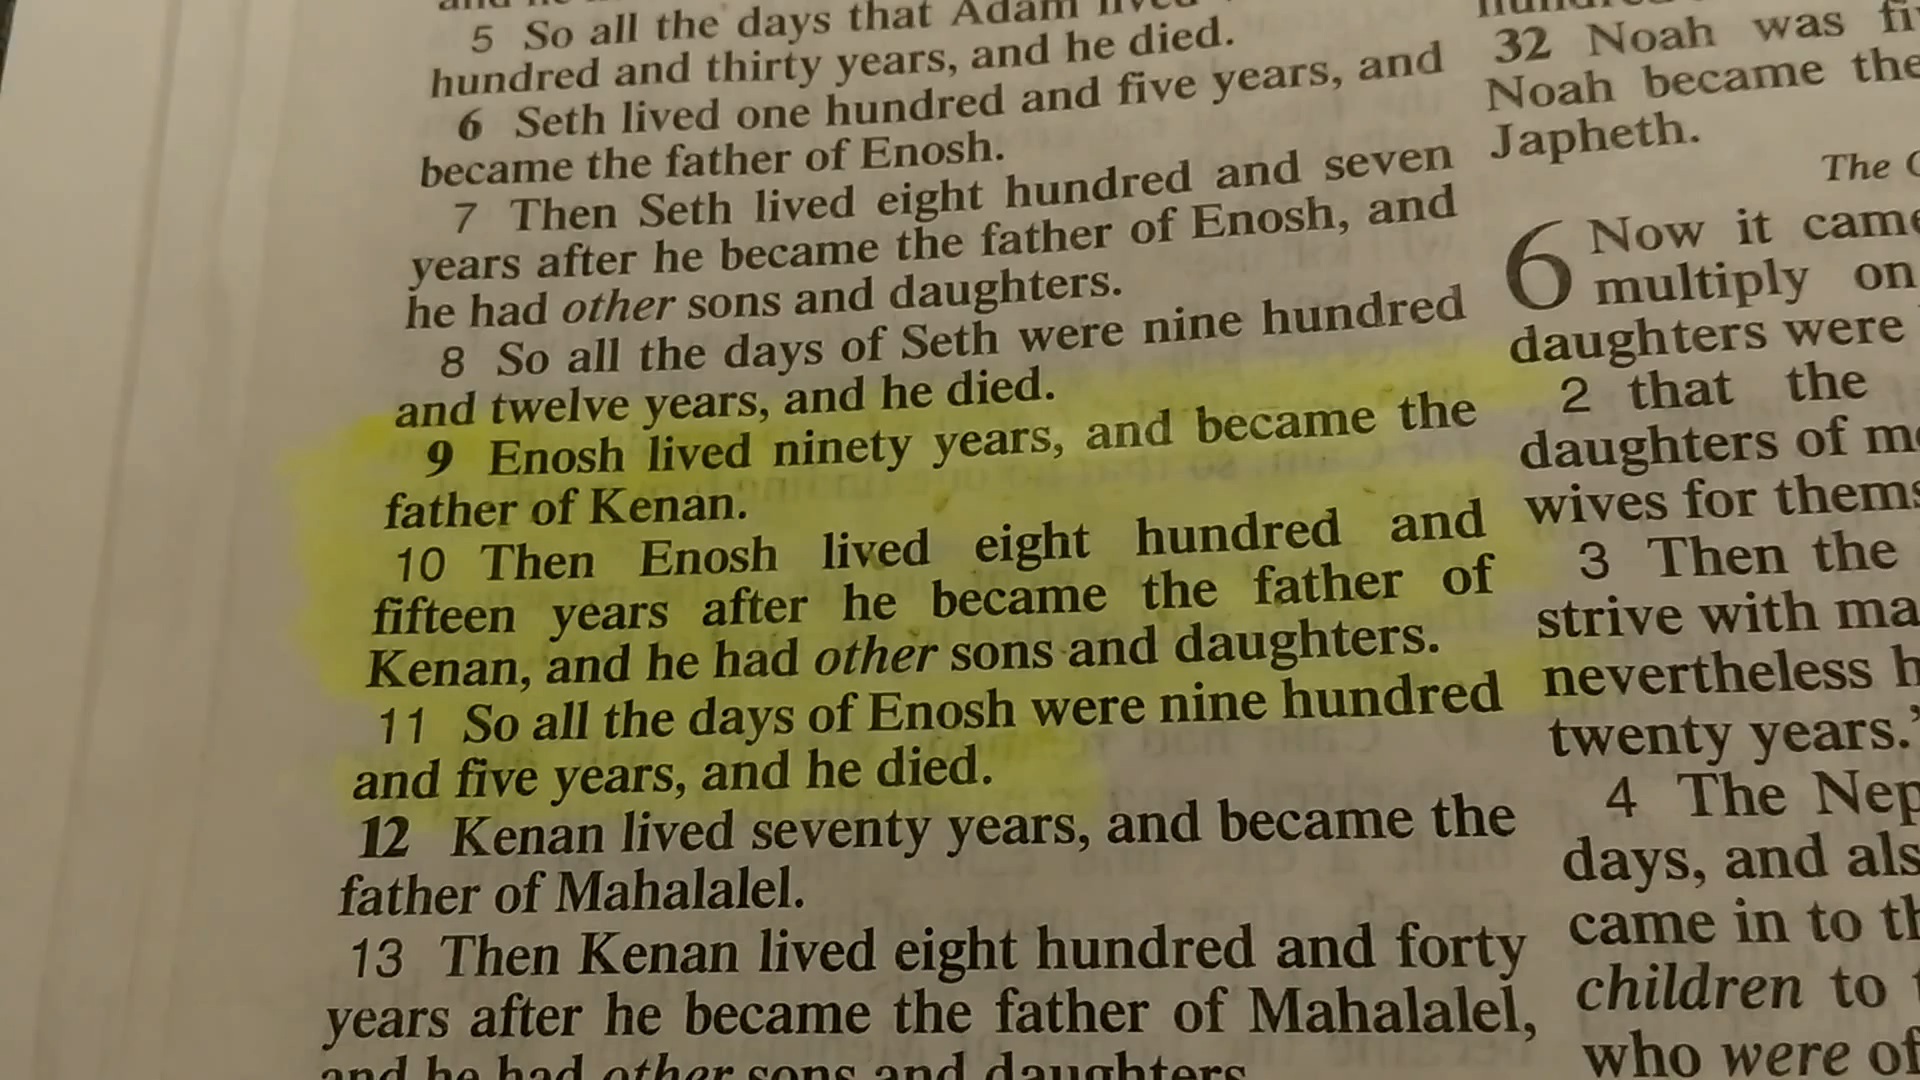 5 So all the days that Adam lived
hundred and thirty years, and he died.
6 Seth lived one hundred and five years, and
became the father of Enosh.
7 Then Seth lived eight hundred and seven
years after he became the father of Enosh, and
he had other sons and daughters.
8 So all the days of Seth were nine hundred
and twelve years, and he died.
9 Enosh lived ninety years, and became the
father of Kenan.
10 Then Enosh lived eight hundred and
fifteen years after he became the father of
Kenan, and he had other sons and daughters.
11 So all the days of Enosh were nine hundred
and five years, and he died.
12 Kenan lived seventy years, and became the
father of Mahalalel.
13 Then Kenan lived eight hundred and forty
years after he became the father of Mahalalel,
and he had other sons and daughters.
32 Noah was
Noah became the
Japheth.
The
6 Now it came
multiply on
daughters were
2 that the
daughters of
wives for
3 Then the
strive with
nevertheless
twenty years.’
4 The
days, and
came in to
children to
who were of